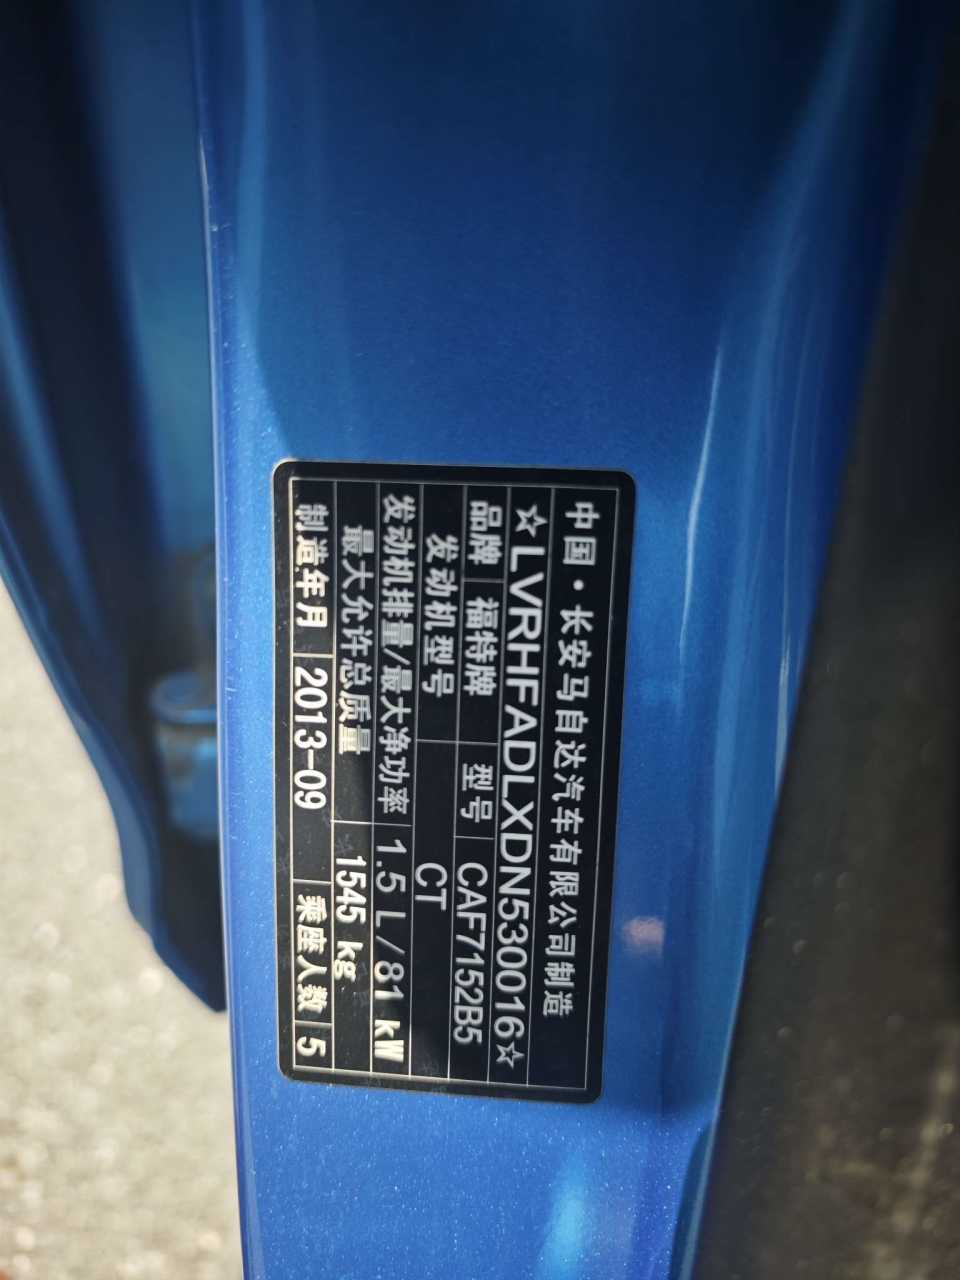 中国·长安马自达汽车有限公司制造
☆LVRHFADLXDN530016☆
品牌 福特牌 型号 CAF7152B5
发动机型号 CT
发动机排量/最大净功率 1.5 L/81 kW
最大允许总质量 1545 kg
制造年月 2013-09 乘座人数 5